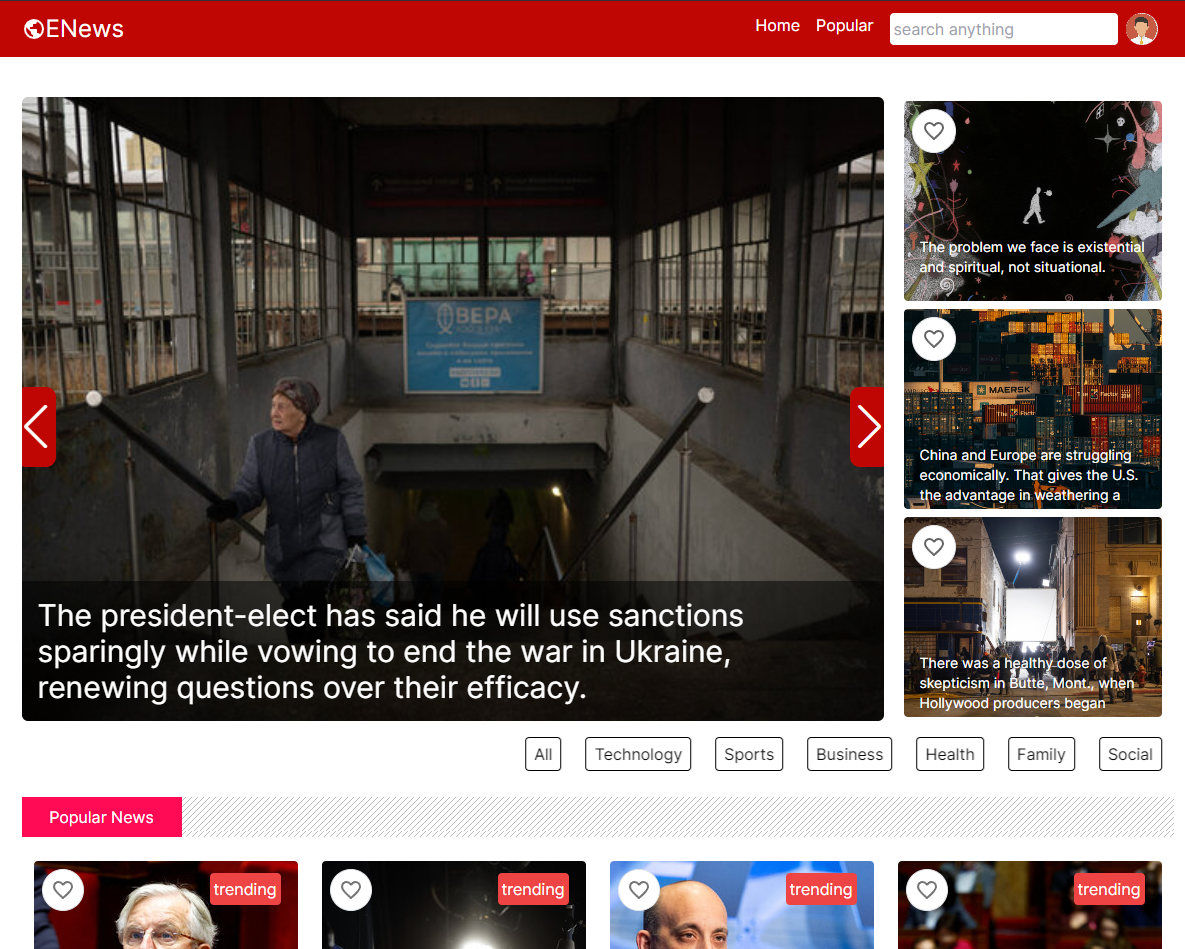 ENews
Home
Popular
search anything
ВЕРА
MAERSK
The problem we face is existential
and spiritual, not situational.
China and Europe are struggling
economically. That gives the U.S.
the advantage in weathering a
There was a healthy dose of
skepticism in Butte, Mont., when
Hollywood producers began
The president-elect has said he will use sanctions
sparingly while vowing to end the war in Ukraine,
renewing questions over their efficacy.
All
Technology
Sports
Business
Health
Family
Social
Popular News
trending
trending
trending
trending